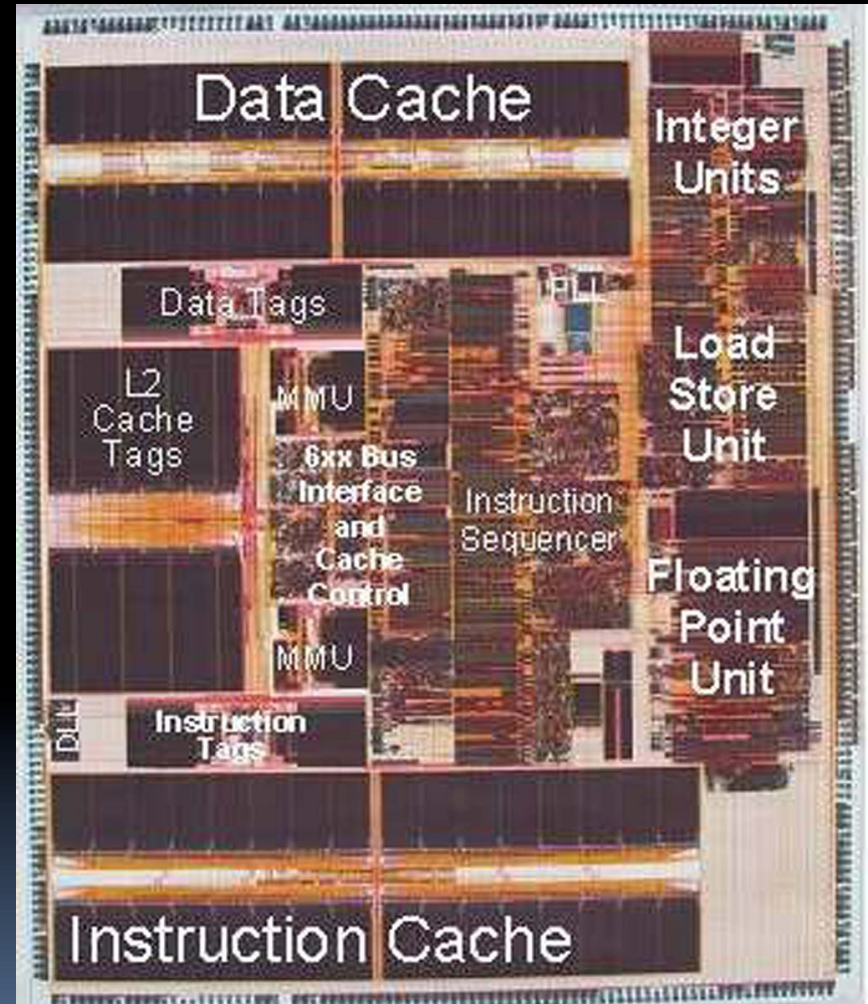 Data Cache
Integer
Units
Data Tags
Load
Store
Unit
L2
Cache
Tags
MMU
6xx Bus
Interface
and
Cache
Control
Instruction
Sequencer
Floating
Point
Unit
MMU
DLL
Instruction
Tags
Instruction Cache